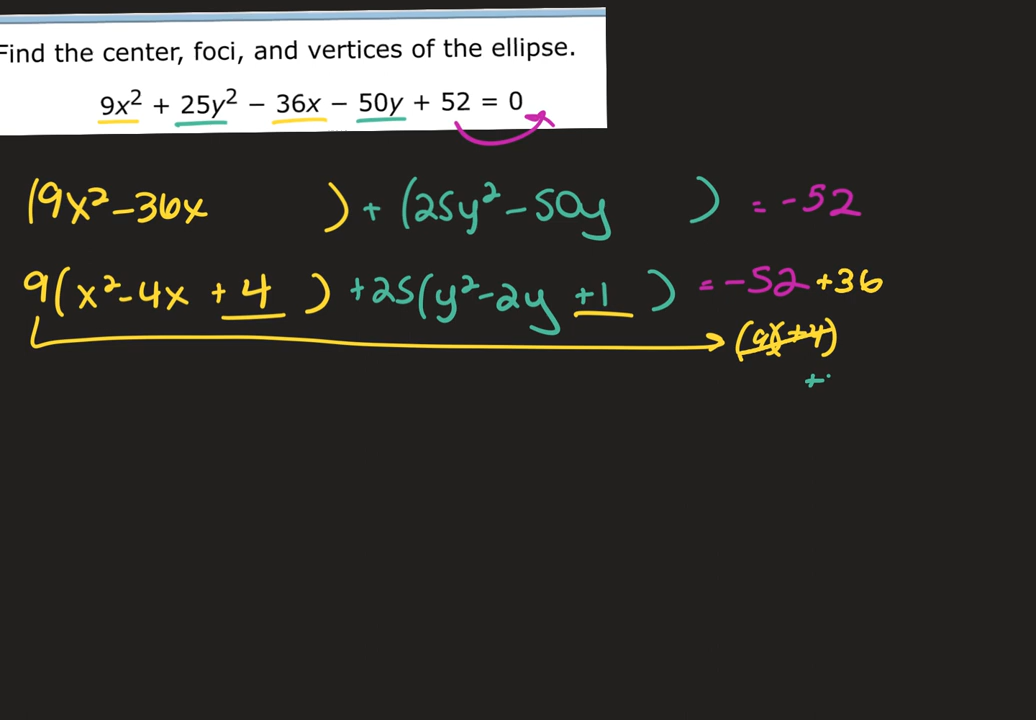 Find the center, foci, and vertices of the ellipse.
9x² + 25y² − 36x − 50y + 52 = 0
(9x²-36x ) + (25y²-50y ) = -52
9(x²-4x +4 ) +25(y²-2y +1 ) = -52 +36
+